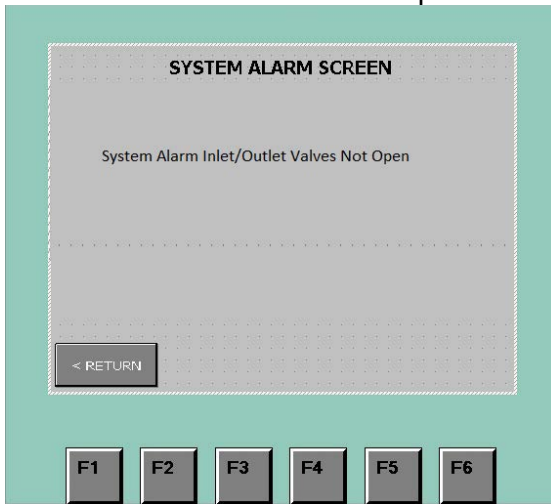 SYSTEM ALARM SCREEN
System Alarm Inlet/Outlet Valves Not Open
< RETURN
F1 F2 F3 F4 F5 F6